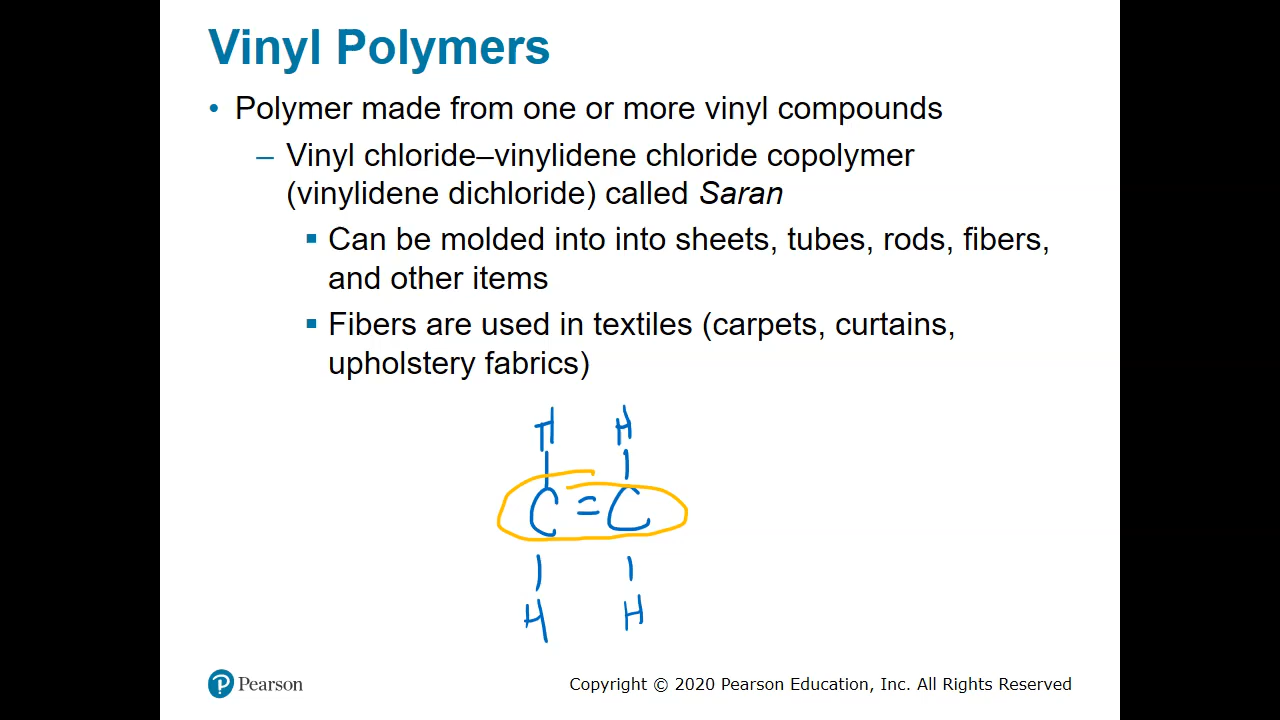 Vinyl Polymers
• Polymer made from one or more vinyl compounds
– Vinyl chloride–vinylidene chloride copolymer
(vinylidene dichloride) called Saran
▪ Can be molded into into sheets, tubes, rods, fibers,
and other items
▪ Fibers are used in textiles (carpets, curtains,
upholstery fabrics)
H H
C = C
H H
P Pearson
Copyright © 2020 Pearson Education, Inc. All Rights Reserved